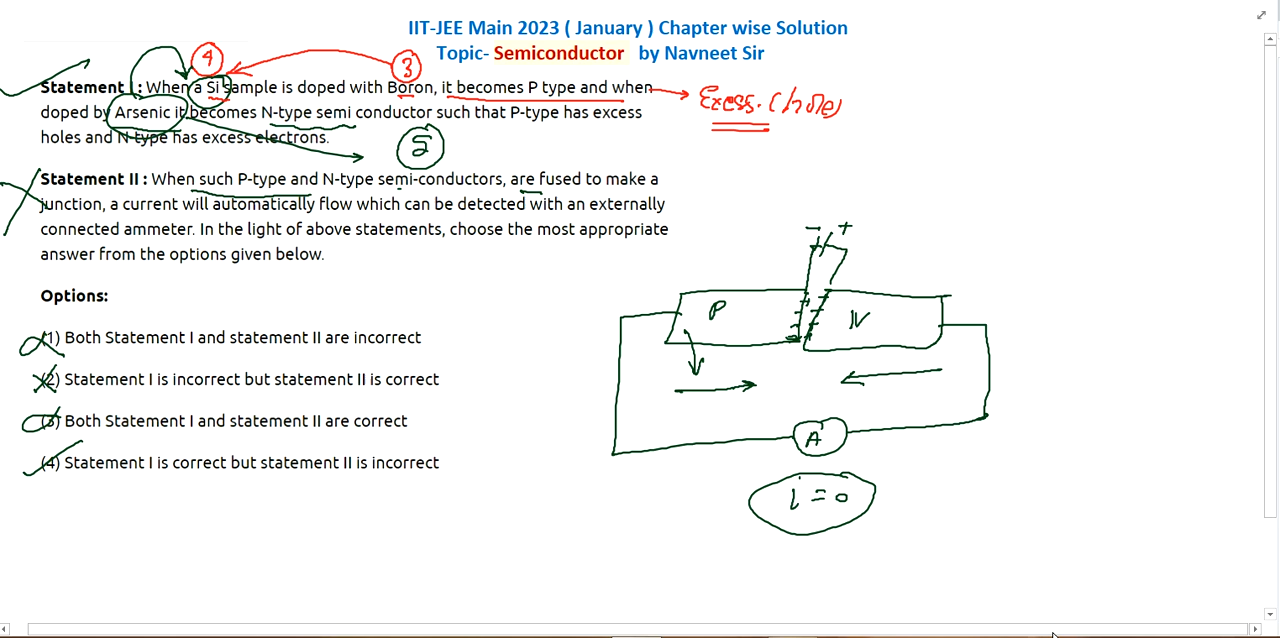 IIT-JEE Main 2023 ( January ) Chapter wise Solution
Topic- Semiconductor by Navneet Sir
4
3
Statement I : When a Si sample is doped with Boron, it becomes P type and when
Excess. (hole)
doped by Arsenic it becomes N-type semi conductor such that P-type has excess
holes and N-type has excess electrons.
5
Statement II : When such P-type and N-type semi-conductors, are fused to make a
junction, a current will automatically flow which can be detected with an externally
connected ammeter. In the light of above statements, choose the most appropriate
answer from the options given below.
- +
Options:
P N
(1) Both Statement I and statement II are incorrect
(2) Statement I is incorrect but statement II is correct
(3) Both Statement I and statement II are correct
A
(4) Statement I is correct but statement II is incorrect
i = 0